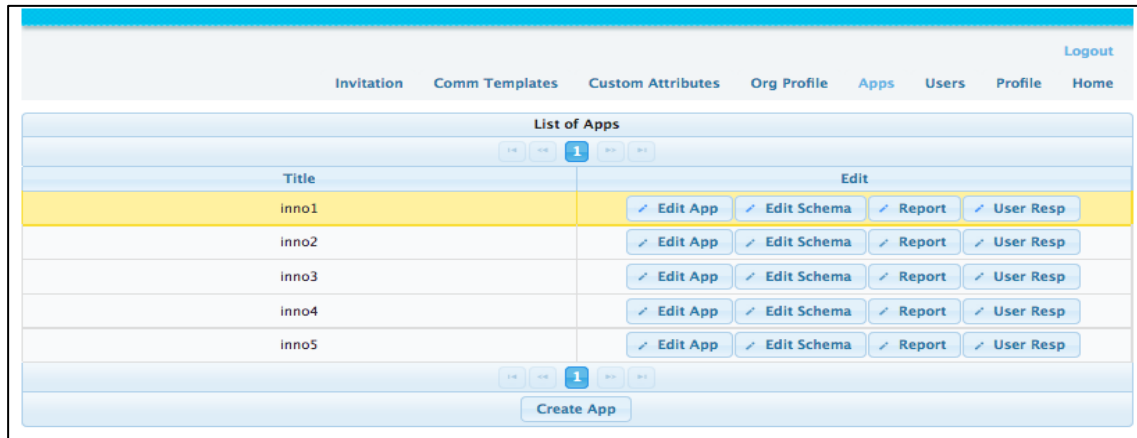 Logout
Invitation Comm Templates Custom Attributes Org Profile Apps Users Profile Home
List of Apps
1
Title Edit
inno1 Edit App Edit Schema Report User Resp
inno2 Edit App Edit Schema Report User Resp
inno3 Edit App Edit Schema Report User Resp
inno4 Edit App Edit Schema Report User Resp
inno5 Edit App Edit Schema Report User Resp
1
Create App